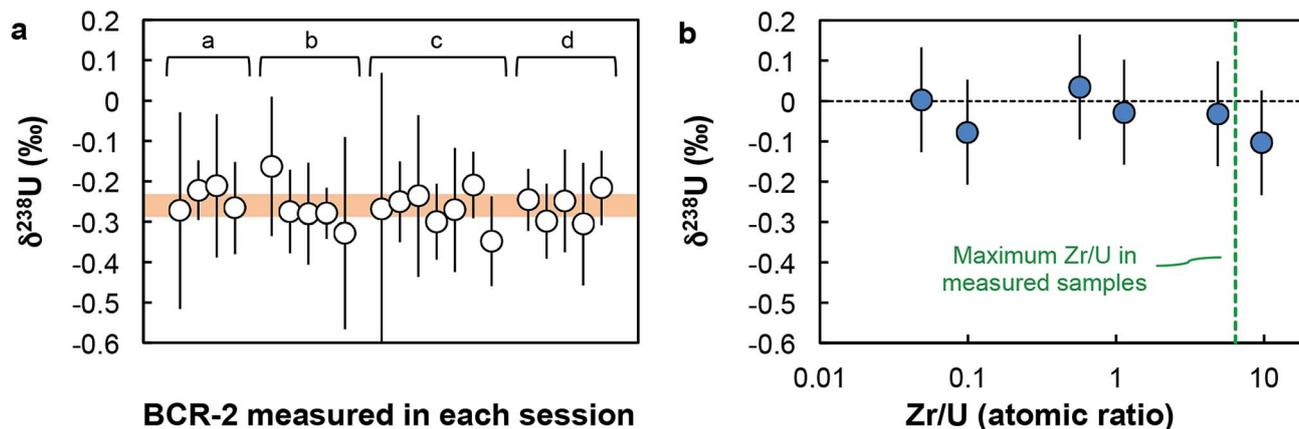 a
0.2
0.1
0
-0.1
-0.2
-0.3
-0.4
-0.5
-0.6
δ²³⁸U (‰)
a b c d
BCR-2 measured in each session
b
0.2
0.1
0
-0.1
-0.2
-0.3
-0.4
-0.5
-0.6
δ²³⁸U (‰)
Maximum Zr/U in
measured samples
0.01 0.1 1 10
Zr/U (atomic ratio)